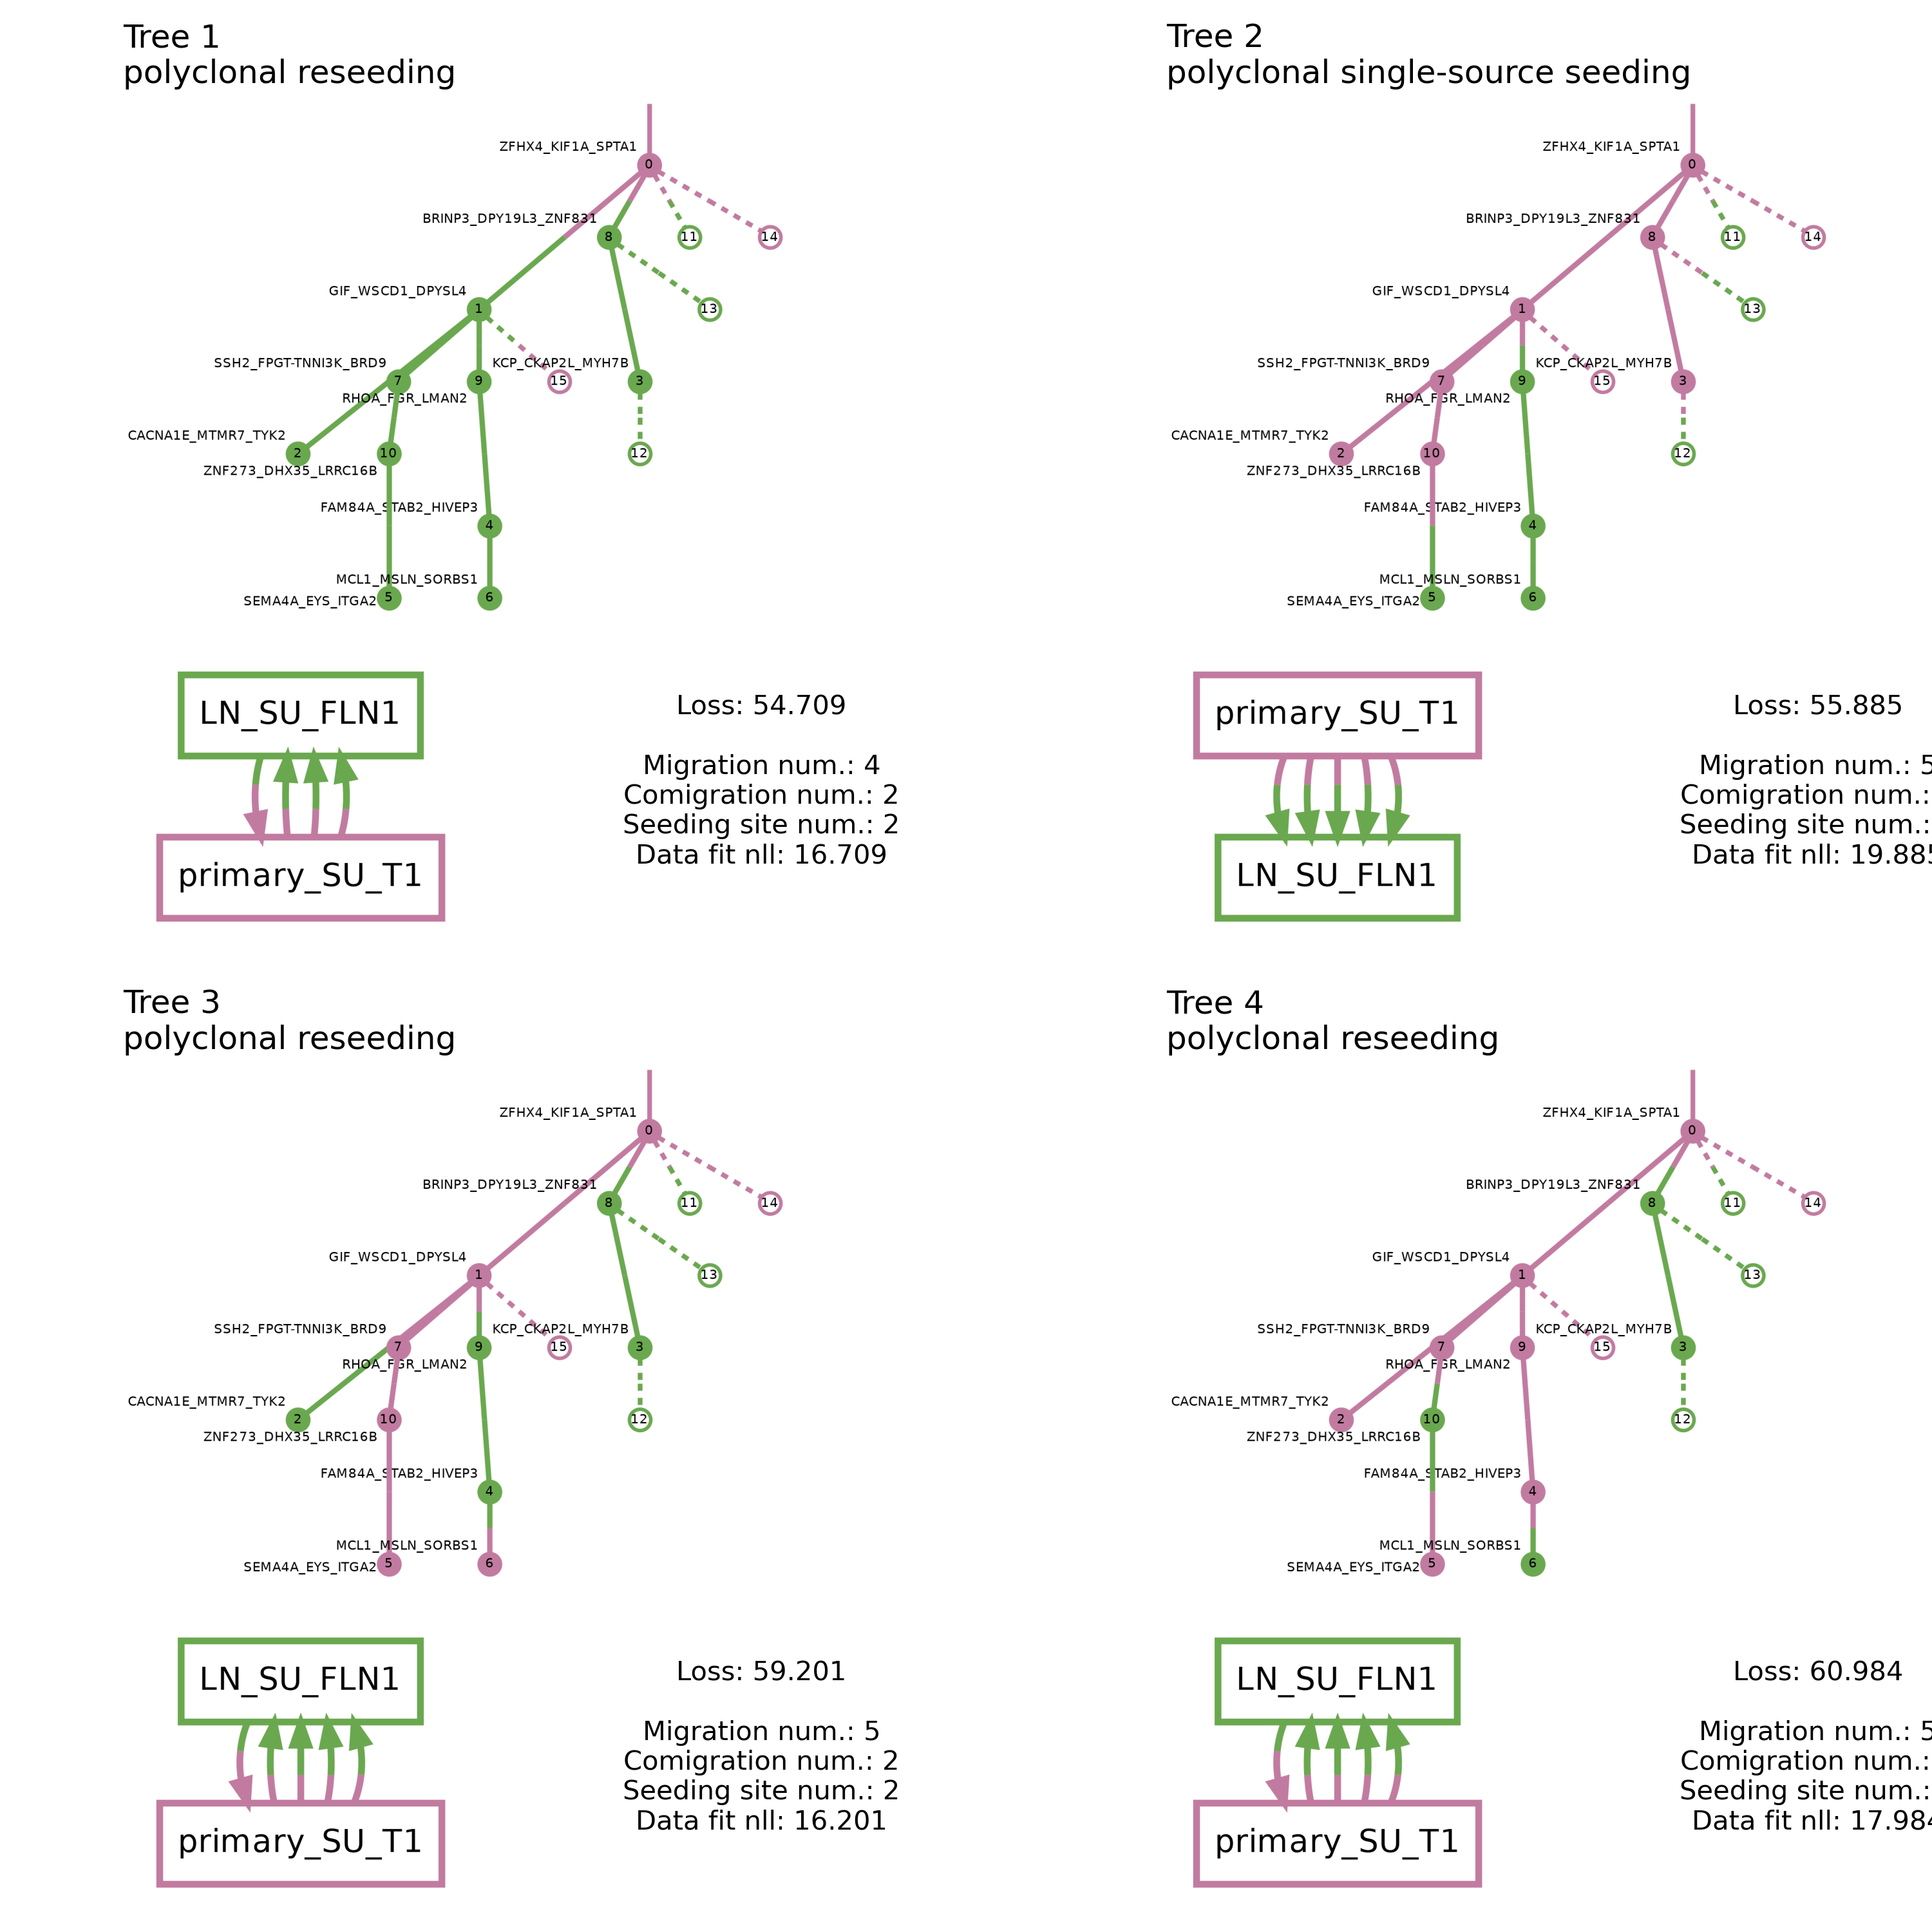 Tree 1
polyclonal reseeding
ZFHX4_KIF1A_SPTA1
0
BRINP3_DPY19L3_ZNF831
8
11
14
GIF_WSCD1_DPYSL4
1
13
SSH2_FPGT-TNNI3K_BRD9
7
9
KCP_CKAP2L_MYH7B
15
3
RHOA_FGR_LMAN2
CACNA1E_MTMR7_TYK2
2
10
12
ZNF273_DHX35_LRRC16B
FAM84A_STAB2_HIVEP3
4
MCL1_MSLN_SORBS1
SEMA4A_EYS_ITGA2
5
6
LN_SU_FLN1
primary_SU_T1
Loss: 54.709
Migration num.: 4
Comigration num.: 2
Seeding site num.: 2
Data fit nll: 16.709
Tree 2
polyclonal single-source seeding
ZFHX4_KIF1A_SPTA1
0
BRINP3_DPY19L3_ZNF831
8
11
14
GIF_WSCD1_DPYSL4
1
13
SSH2_FPGT-TNNI3K_BRD9
7
9
KCP_CKAP2L_MYH7B
15
3
RHOA_FGR_LMAN2
CACNA1E_MTMR7_TYK2
2
10
12
ZNF273_DHX35_LRRC16B
FAM84A_STAB2_HIVEP3
4
MCL1_MSLN_SORBS1
SEMA4A_EYS_ITGA2
5
6
primary_SU_T1
LN_SU_FLN1
Loss: 55.885
Migration num.: 5
Comigration num.:
Seeding site num.:
Data fit nll: 19.885
Tree 3
polyclonal reseeding
ZFHX4_KIF1A_SPTA1
0
BRINP3_DPY19L3_ZNF831
8
11
14
GIF_WSCD1_DPYSL4
1
13
SSH2_FPGT-TNNI3K_BRD9
7
9
KCP_CKAP2L_MYH7B
15
3
RHOA_FGR_LMAN2
CACNA1E_MTMR7_TYK2
2
10
12
ZNF273_DHX35_LRRC16B
FAM84A_STAB2_HIVEP3
4
MCL1_MSLN_SORBS1
SEMA4A_EYS_ITGA2
5
6
LN_SU_FLN1
primary_SU_T1
Loss: 59.201
Migration num.: 5
Comigration num.: 2
Seeding site num.: 2
Data fit nll: 16.201
Tree 4
polyclonal reseeding
ZFHX4_KIF1A_SPTA1
0
BRINP3_DPY19L3_ZNF831
8
11
14
GIF_WSCD1_DPYSL4
1
13
SSH2_FPGT-TNNI3K_BRD9
7
9
KCP_CKAP2L_MYH7B
15
3
RHOA_FGR_LMAN2
CACNA1E_MTMR7_TYK2
2
10
12
ZNF273_DHX35_LRRC16B
FAM84A_STAB2_HIVEP3
4
MCL1_MSLN_SORBS1
SEMA4A_EYS_ITGA2
5
6
LN_SU_FLN1
primary_SU_T1
Loss: 60.984
Migration num.: 5
Comigration num.:
Seeding site num.:
Data fit nll: 17.984